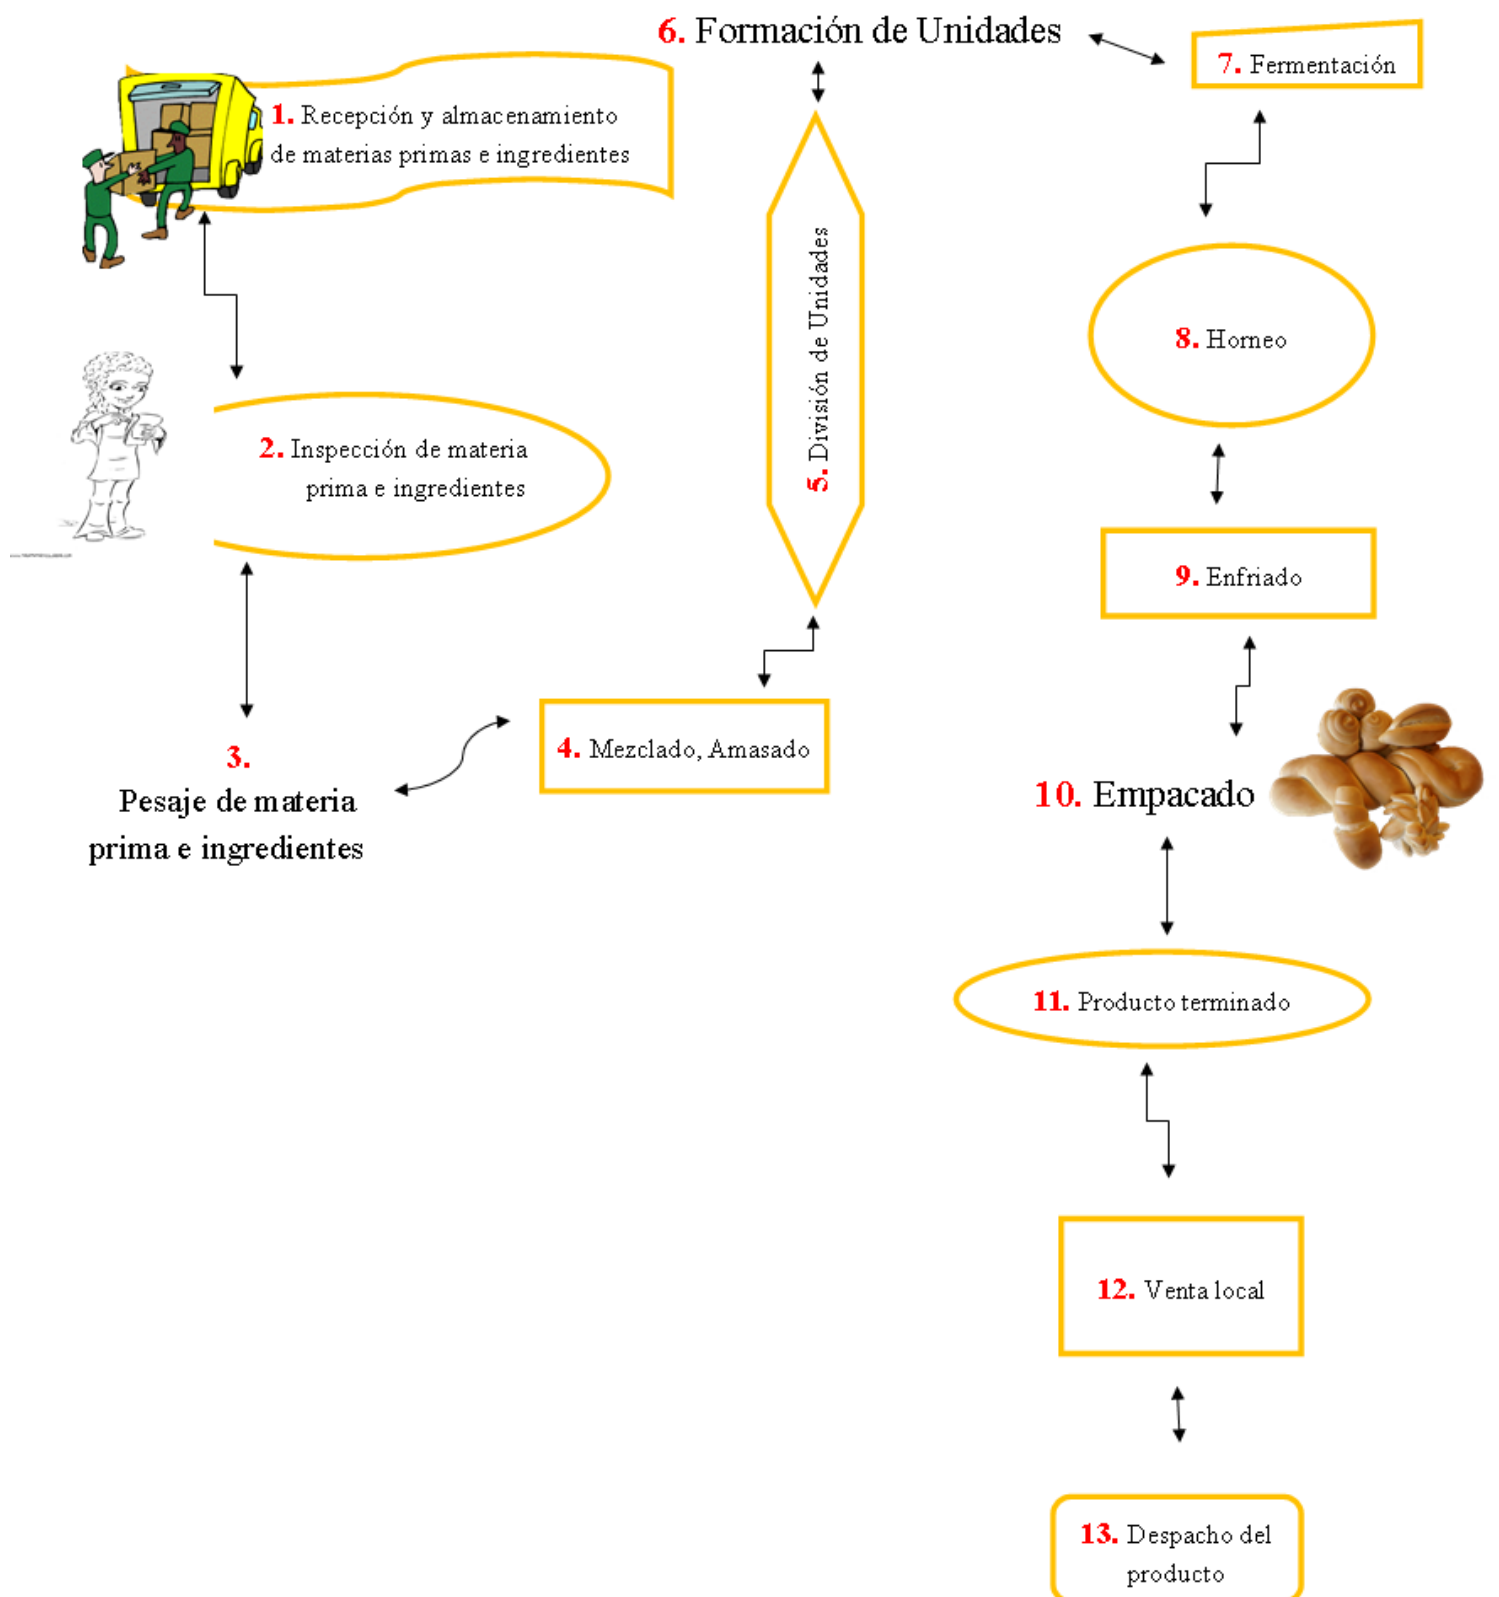 1. Recepción y almacenamiento
de materias primas e ingredientes
2. Inspección de materia
prima e ingredientes
3.
Pesaje de materia
prima e ingredientes
4. Mezclado, Amasado
5. División de Unidades
6. Formación de Unidades
7. Fermentación
8. Horneo
9. Enfriado
10. Empacado
11. Producto terminado
12. Venta local
13. Despacho del
producto